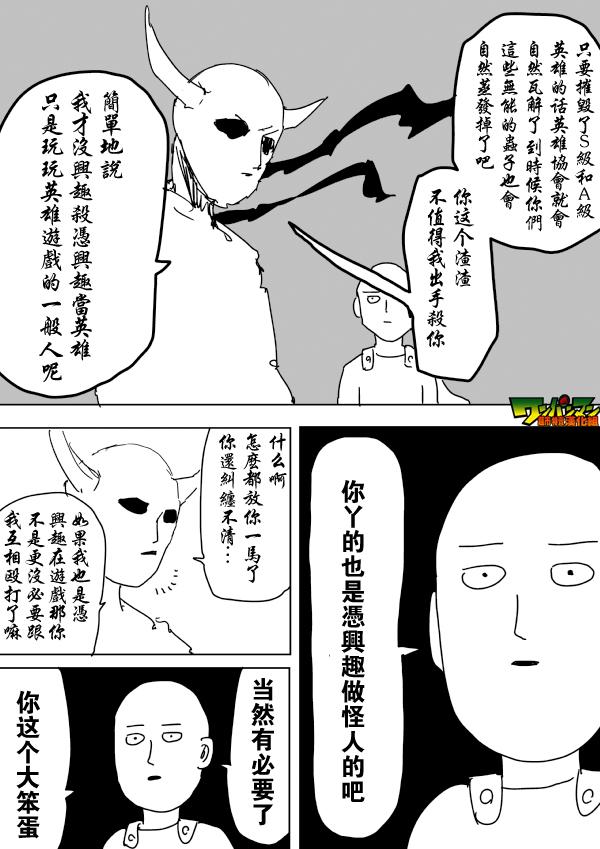 只要摧毀了S級和A級
英雄的话英雄協會就會
自然瓦解了到時候你們
這些無能的蟲子也會
自然蒸發掉了吧
你这个渣渣
不值得我出手殺你
簡單地說
我才沒興趣殺憑興趣當英雄
只是玩玩英雄遊戲的一般人呢
ワンパンマン
你丫的也是憑興趣做怪人的吧
什么啊
怎麼都放你一馬了
你還糾纏不清…
如果我也是憑
興趣在遊戲那你
不是更沒必要跟
我互相毆打了嘛
当然有必要了
你这个大笨蛋